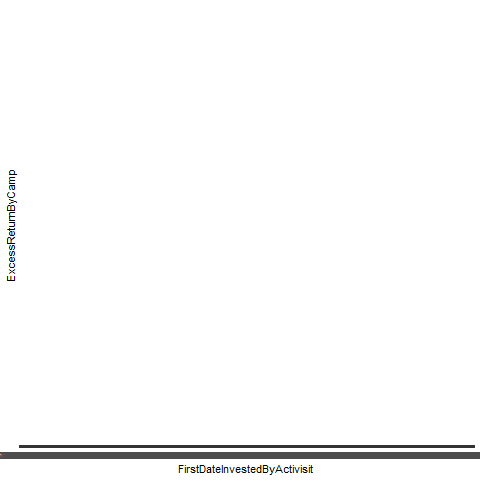 ExcessReturnByCamp
FirstDateInvestedByActivisit